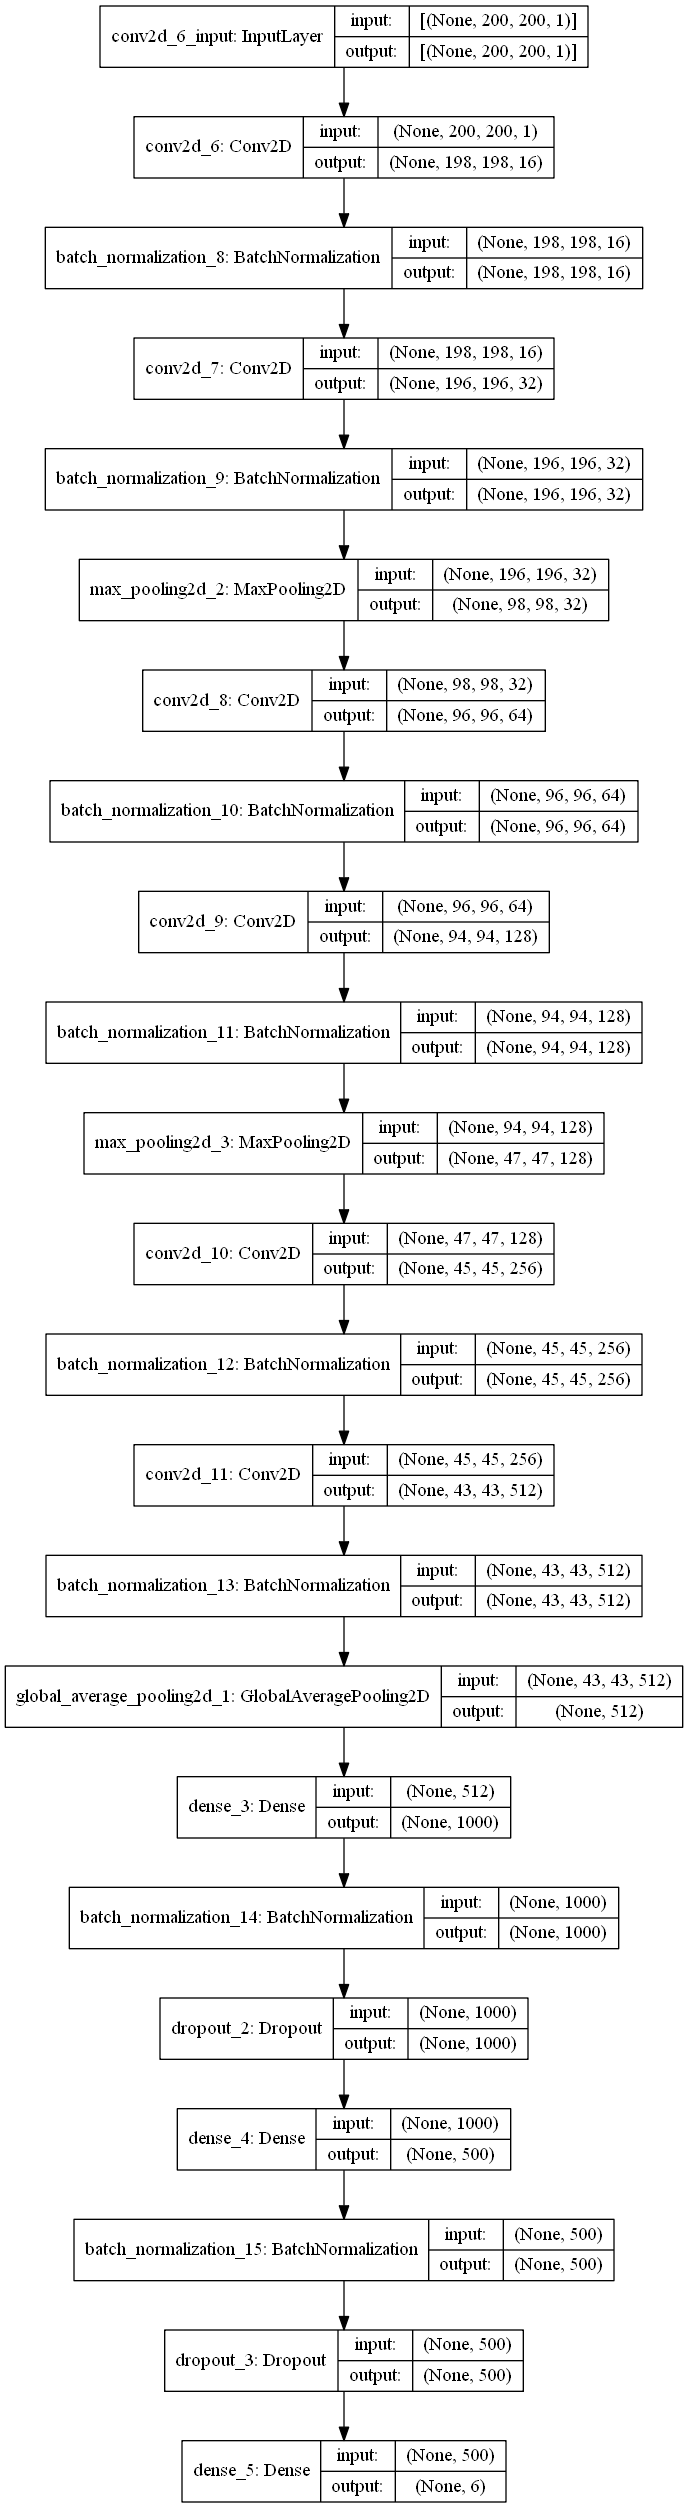 conv2d_6_input: InputLayer
input: [(None, 200, 200, 1)]
output: [(None, 200, 200, 1)]
conv2d_6: Conv2D
input: (None, 200, 200, 1)
output: (None, 198, 198, 16)
batch_normalization_8: BatchNormalization
input: (None, 198, 198, 16)
output: (None, 198, 198, 16)
conv2d_7: Conv2D
input: (None, 198, 198, 16)
output: (None, 196, 196, 32)
batch_normalization_9: BatchNormalization
input: (None, 196, 196, 32)
output: (None, 196, 196, 32)
max_pooling2d_2: MaxPooling2D
input: (None, 196, 196, 32)
output: (None, 98, 98, 32)
conv2d_8: Conv2D
input: (None, 98, 98, 32)
output: (None, 96, 96, 64)
batch_normalization_10: BatchNormalization
input: (None, 96, 96, 64)
output: (None, 96, 96, 64)
conv2d_9: Conv2D
input: (None, 96, 96, 64)
output: (None, 94, 94, 128)
batch_normalization_11: BatchNormalization
input: (None, 94, 94, 128)
output: (None, 94, 94, 128)
max_pooling2d_3: MaxPooling2D
input: (None, 94, 94, 128)
output: (None, 47, 47, 128)
conv2d_10: Conv2D
input: (None, 47, 47, 128)
output: (None, 45, 45, 256)
batch_normalization_12: BatchNormalization
input: (None, 45, 45, 256)
output: (None, 45, 45, 256)
conv2d_11: Conv2D
input: (None, 45, 45, 256)
output: (None, 43, 43, 512)
batch_normalization_13: BatchNormalization
input: (None, 43, 43, 512)
output: (None, 43, 43, 512)
global_average_pooling2d_1: GlobalAveragePooling2D
input: (None, 43, 43, 512)
output: (None, 512)
dense_3: Dense
input: (None, 512)
output: (None, 1000)
batch_normalization_14: BatchNormalization
input: (None, 1000)
output: (None, 1000)
dropout_2: Dropout
input: (None, 1000)
output: (None, 1000)
dense_4: Dense
input: (None, 1000)
output: (None, 500)
batch_normalization_15: BatchNormalization
input: (None, 500)
output: (None, 500)
dropout_3: Dropout
input: (None, 500)
output: (None, 500)
dense_5: Dense
input: (None, 500)
output: (None, 6)